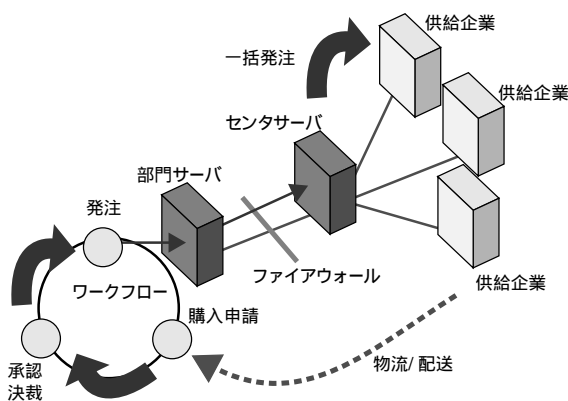 供給企業
一括発注
供給企業
センタサーバ
部門サーバ
発注
ファイアウォール
供給企業
ワークフロー
購入申請
承認
決裁
物流/ 配送